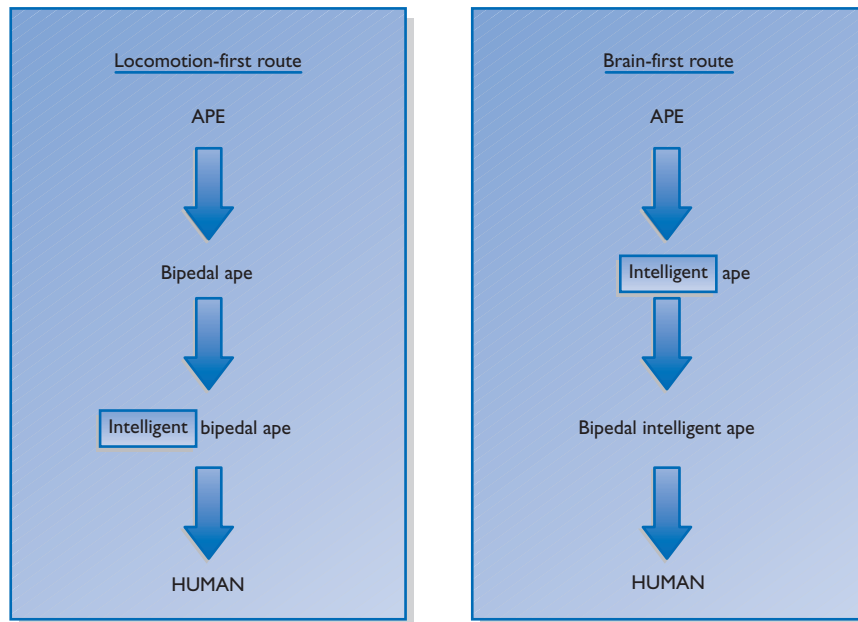 Locomotion-first route
APE
Bipedal ape
Intelligent bipedal ape
HUMAN
Brain-first route
APE
Intelligent ape
Bipedal intelligent ape
HUMAN